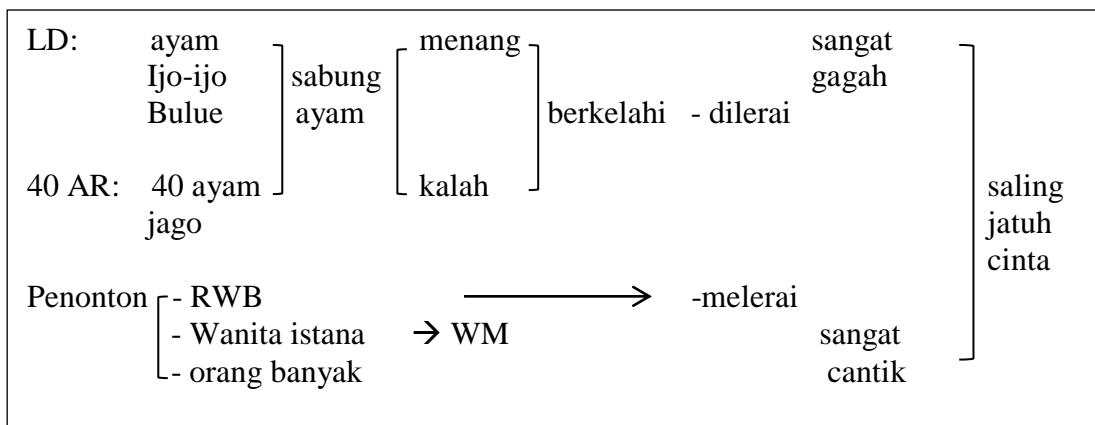 LD: ayam menang sangat
Ijo-ijo sabung gagah
Bulue ayam berkelahi - dilerai
40 AR: 40 ayam kalah saling
jago jatuh
cinta
Penonton - RWB → -melerai
- Wanita istana → WM sangat
- orang banyak cantik